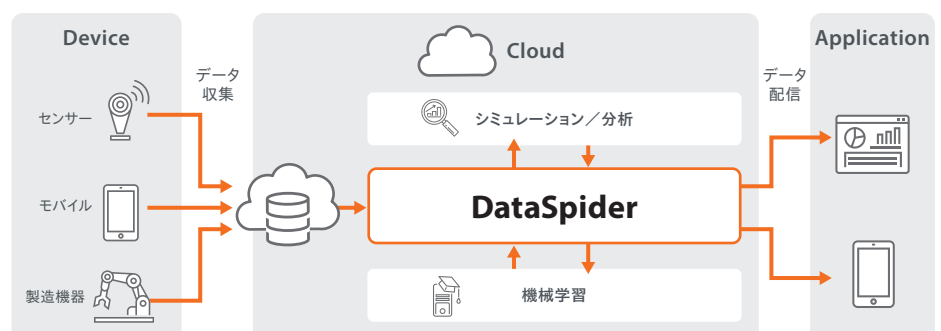 Device
データ
収集
センサー
モバイル
製造機器
Cloud
シミュレーション／分析
DataSpider
機械学習
データ
配信
Application